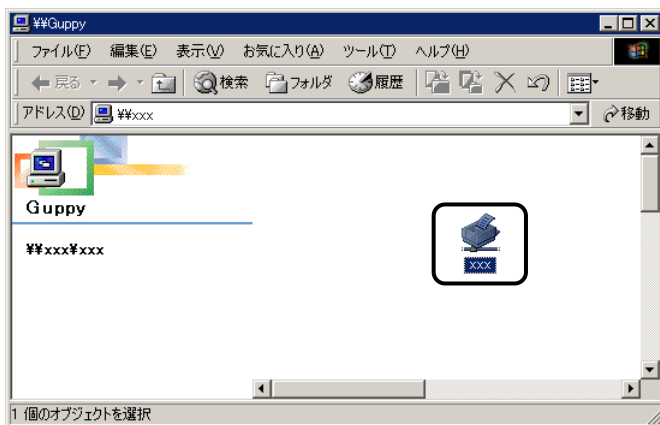 ¥¥Guppy
ファイル(F) 編集(E) 表示(V) お気に入り(A) ツール(T) ヘルプ(H)
戻る 検索 フォルダ 履歴
アドレス(D) ¥¥xxx 移動
Guppy
¥¥xxx¥xxx
xxx
1 個のオブジェクトを選択